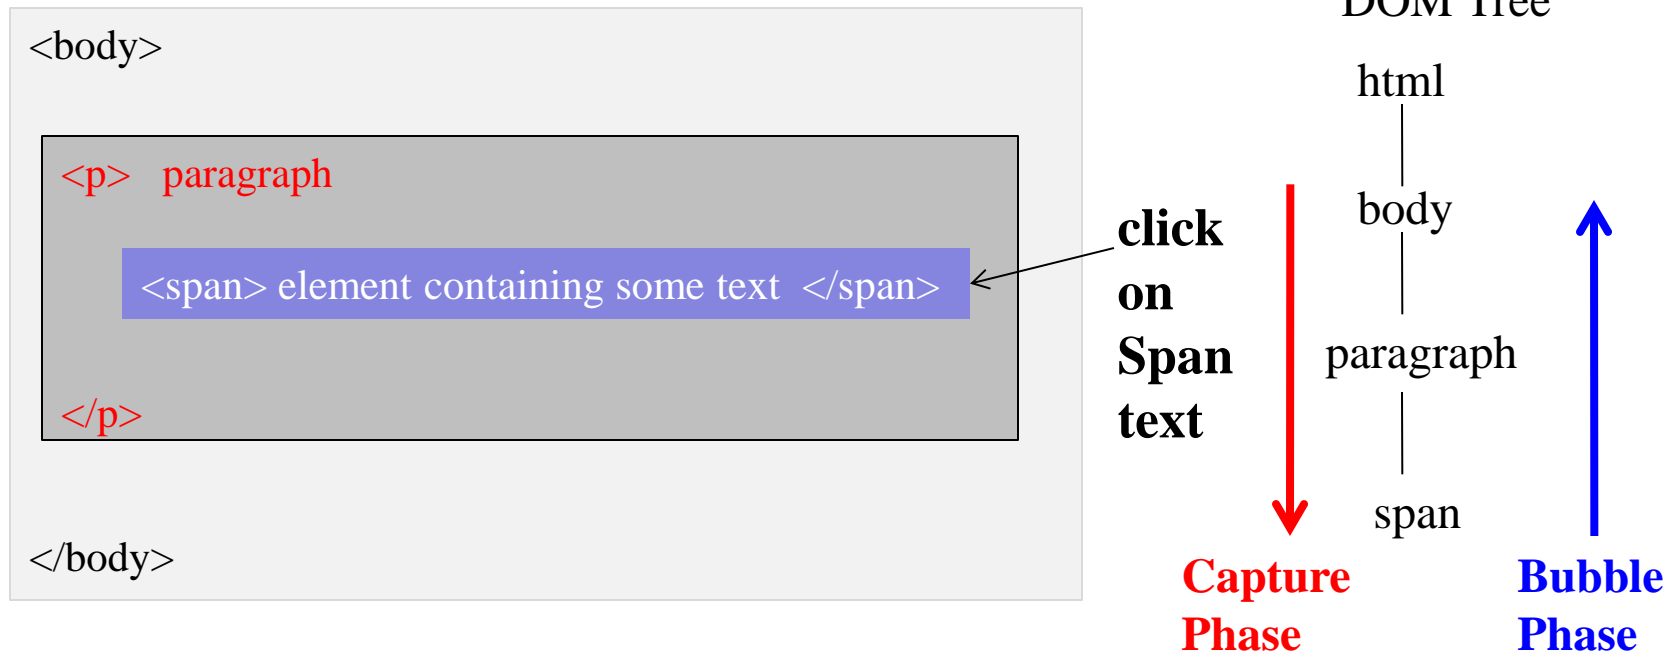 <body>
<p> paragraph
<span> element containing some text </span>
</p>
</body>
click
on
Span
text
DOM Tree
html
body
paragraph
span
Capture
Phase
Bubble
Phase